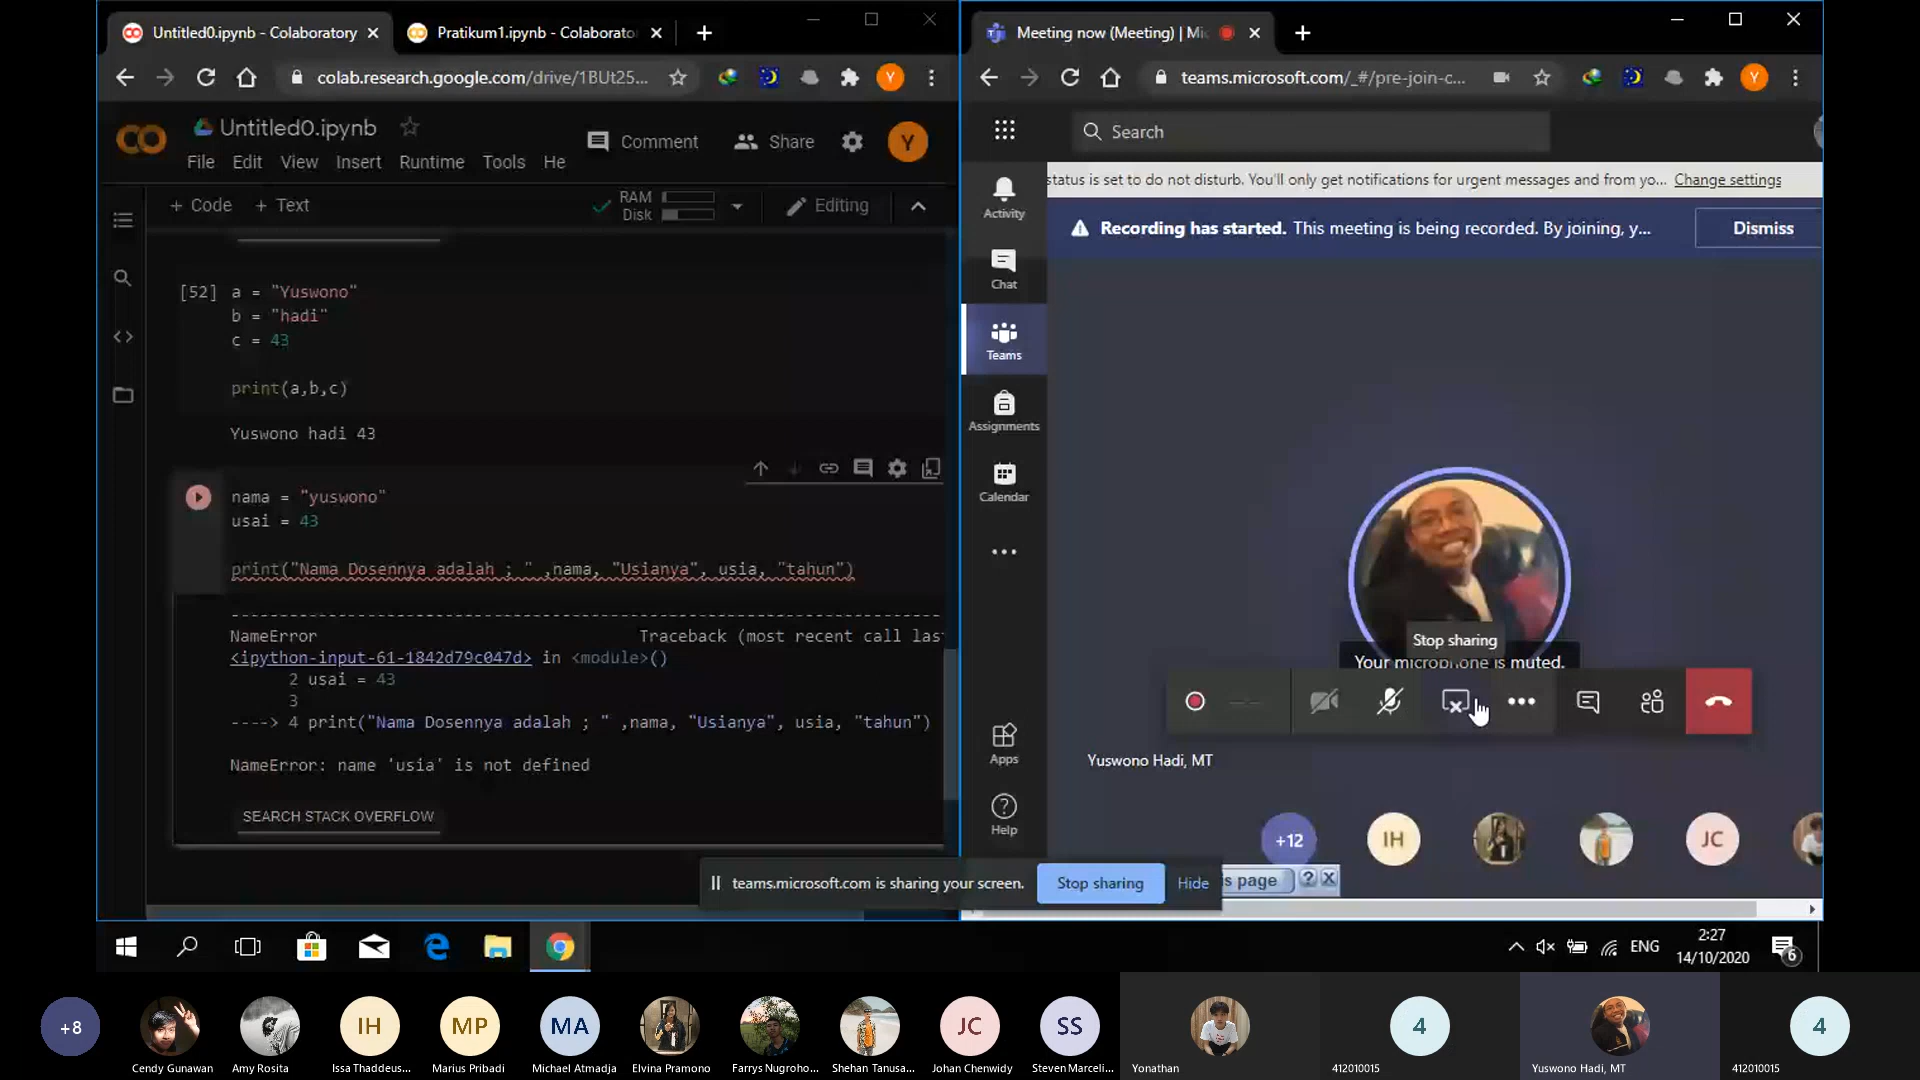 Untitled0.ipynb - Colaboratory
Pratikum1.ipynb - Colaborato
colab.research.google.com/drive/1BUt25...
Y
Untitled0.ipynb
File Edit View Insert Runtime Tools He
Comment
Share
Y
+ Code + Text
RAM
Disk
Editing
[52] a = "Yuswono"
b = "hadi"
c = 43
print(a,b,c)
Yuswono hadi 43
nama = "yuswono"
usai = 43
print("Nama Dosennya adalah ; " ,nama, "Usianya", usia, "tahun")
NameError Traceback (most recent call las
<ipython-input-61-1842d79c047d> in <module>()
2 usai = 43
3
----> 4 print("Nama Dosennya adalah ; " ,nama, "Usianya", usia, "tahun")
NameError: name 'usia' is not defined
SEARCH STACK OVERFLOW
Meeting now (Meeting) | Mi
teams.microsoft.com/_#/pre-join-c...
Y
Search
status is set to do not disturb. You'll only get notifications for urgent messages and from yo... Change settings
Recording has started. This meeting is being recorded. By joining, y...
Dismiss
Activity
Chat
Teams
Assignments
Calendar
Apps
Help
Stop sharing
Your microphone is muted.
--:--
Yuswono Hadi, MT
+12
IH
JC
teams.microsoft.com is sharing your screen.
Stop sharing
Hide
s page
ENG
2:27
14/10/2020
6
+8
IH
MP
MA
JC
SS
4
4
Cendy Gunawan
Amy Rosita
Issa Thaddeus...
Marius Pribadi
Michael Atmadja
Elvina Pramono
Farrys Nugroho...
Shehan Tanusa...
Johan Chenwidy
Steven Marceli...
Yonathan
412010015
Yuswono Hadi, MT
412010015